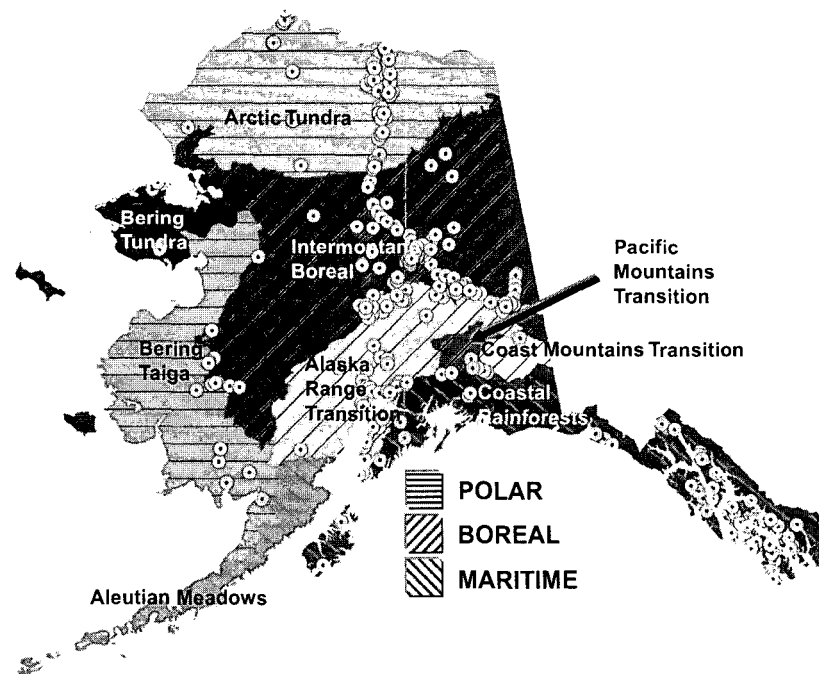 Arctic Tundra
Bering
Tundra
Intermontane
Boreal
Pacific
Mountains
Transition
Bering
Taiga
Alaska
Range
Transition
Coast Mountains Transition
Coastal
Rainforests
POLAR
BOREAL
MARITIME
Aleutian Meadows